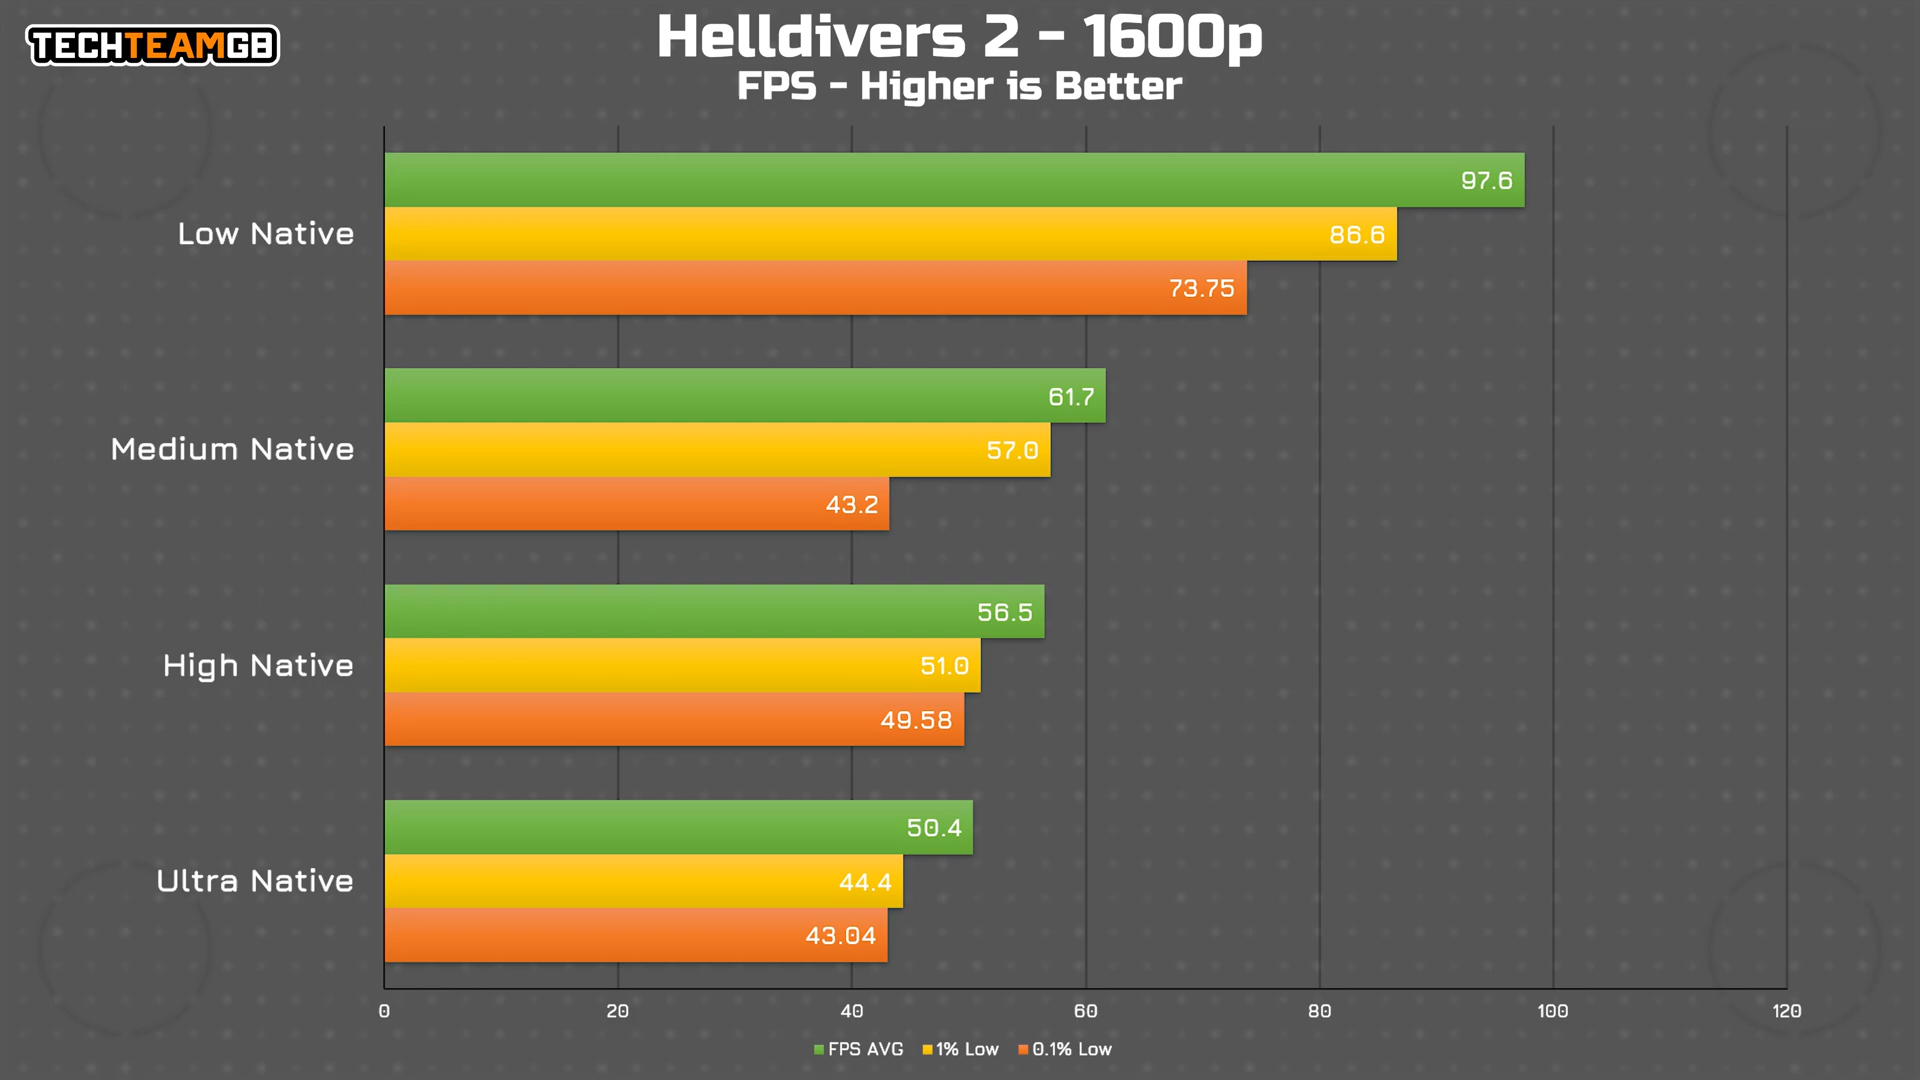 TECHTEAMGB
Helldivers 2 - 1600p
FPS - Higher is Better
Low Native
97.6
86.6
73.75
Medium Native
61.7
57.0
43.2
High Native
56.5
51.0
49.58
Ultra Native
50.4
44.4
43.04
0 20 40 60 80 100 120
FPS AVG 1% Low 0.1% Low